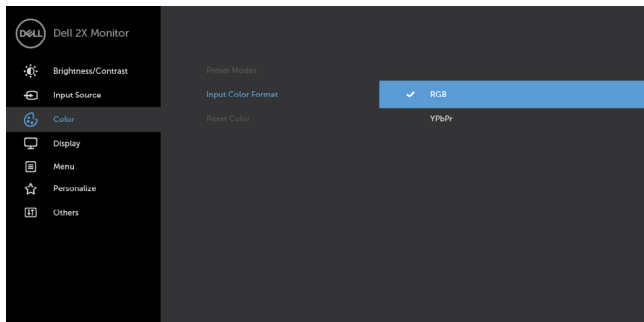 DELL
Dell 2X Monitor
Brightness/Contrast
Input Source
Color
Display
Menu
Personalize
Others
Preset Modes
Input Color Format
Reset Color
RGB
YPbPr